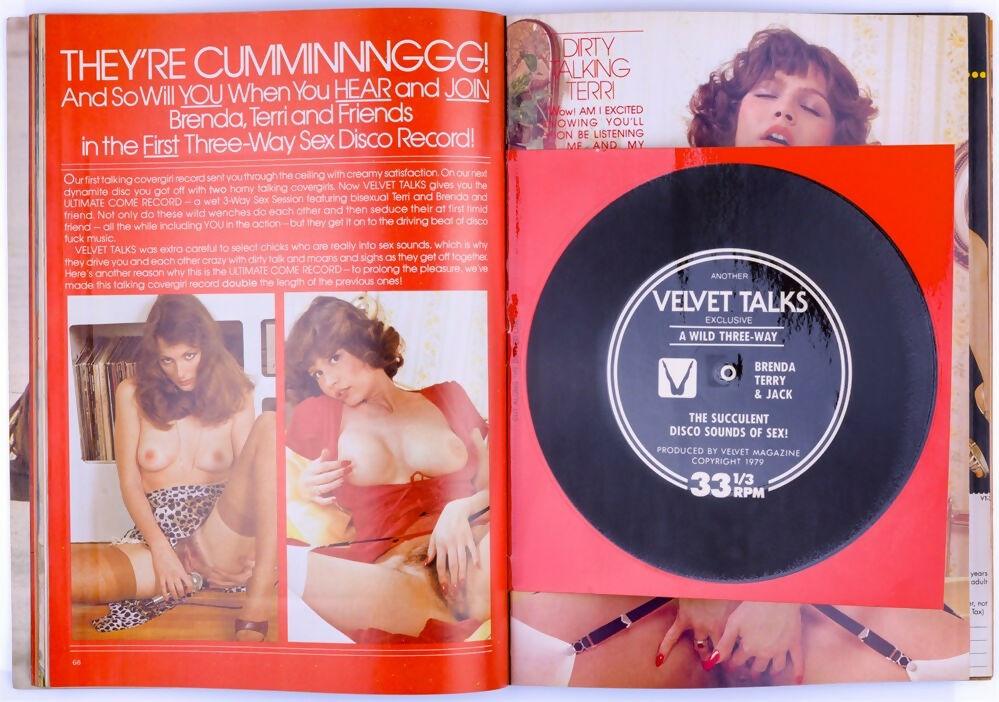 THEY'RE CUMMINNNGGG!
And So Will YOU When You HEAR and JOIN
Brenda, Terri and Friends
in the First Three-Way Sex Disco Record!
Our first talking covergirl record sent you through the ceiling with creamy satisfaction. On our next
dynamite disc you got off with two horny talking covergirls. Now VELVET TALKS gives you the
ULTIMATE COME RECORD — a wet 3-Way Sex Session featuring bisexual Terri and Brenda and
friend. Not only do these wild wenches do each other and then seduce their at first timid
friend — all the while including YOU in the action — but they get it on to the driving beat of disco
fuck music.
VELVET TALKS was extra careful to select chicks who are really into sex sounds, which is why
they drive you and each other crazy with dirty talk and moans and sighs as they get off together.
Here's another reason why this is the ULTIMATE COME RECORD — to prolong the pleasure, we've
made this talking covergirl record double the length of the previous ones!
68
DIRTY
TALKING
TERRI
Wow! AM I EXCITED
YOU'LL
BE LISTENING
ME AND MY
ANOTHER
VELVET TALKS
EXCLUSIVE
A WILD THREE-WAY
BRENDA
TERRY
& JACK
THE SUCCULENT
DISCO SOUNDS OF SEX!
PRODUCED BY VELVET MAGAZINE
COPYRIGHT 1979
33 1/3
RPM
years
adult
not
Tax)